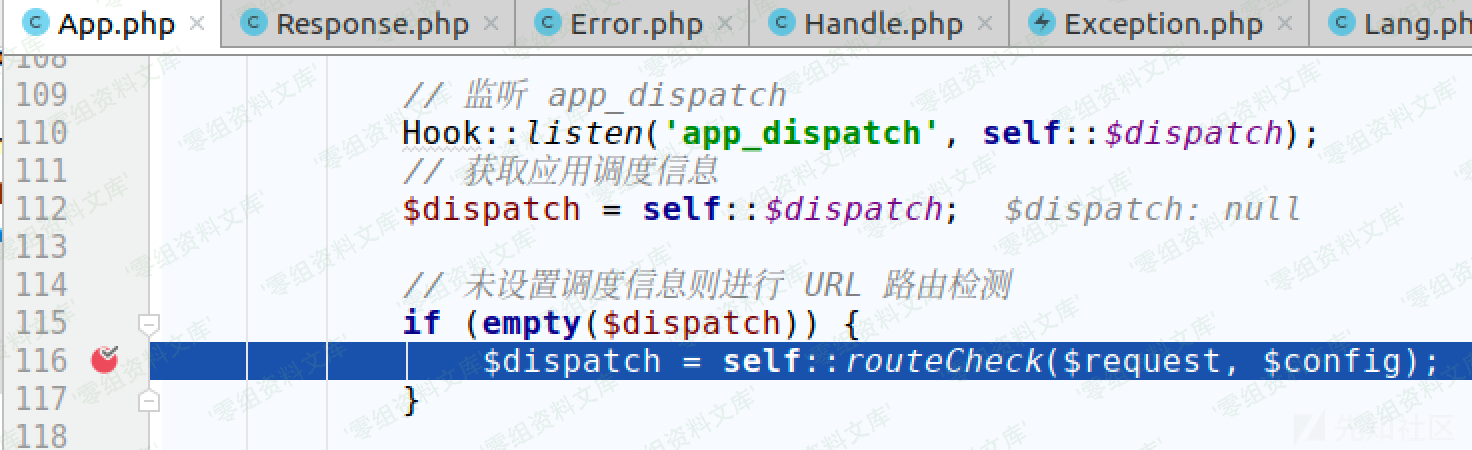 App.php Response.php Error.php Handle.php Exception.php Lang.ph
108
109 // 监听 app_dispatch
110 Hook::listen('app_dispatch', self::$dispatch);
111 // 获取应用调度信息
112 $dispatch = self::$dispatch; $dispatch: null
113
114 // 未设置调度信息则进行 URL 路由检测
115 if (empty($dispatch)) {
116 $dispatch = self::routeCheck($request, $config);
117 }
118
'零组资料文库'
先知社区